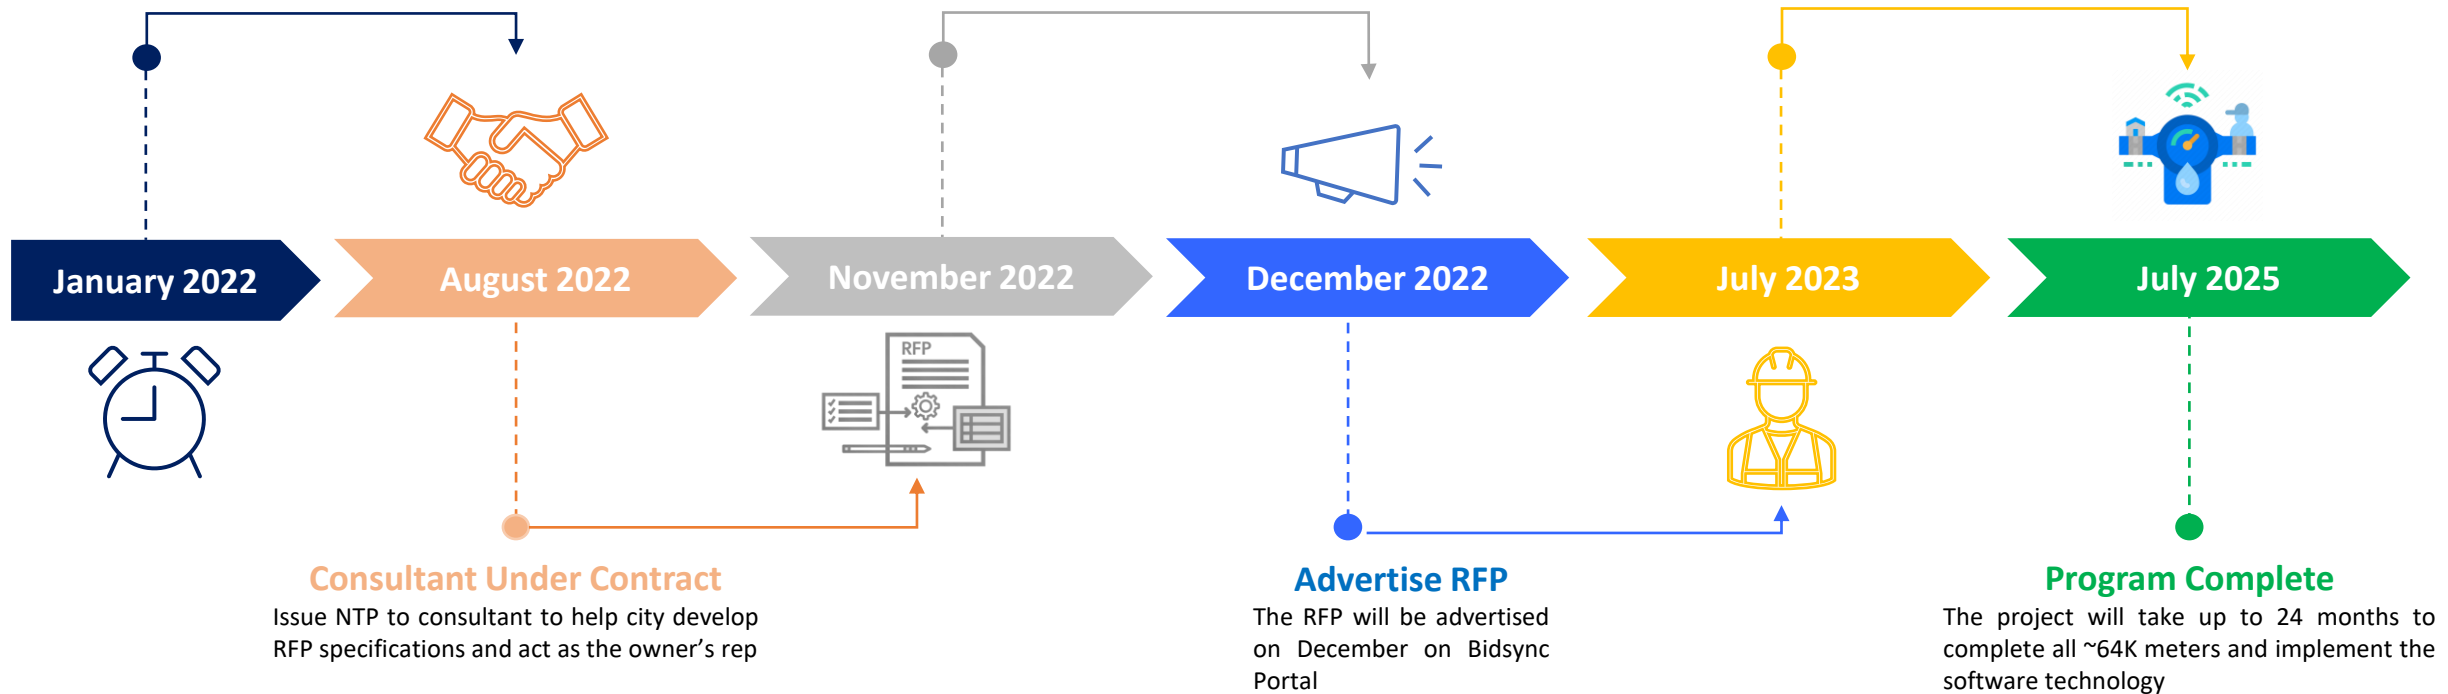 January 2022
August 2022
November 2022
December 2022
July 2023
July 2025
RFP
Consultant Under Contract
Issue NTP to consultant to help city develop
RFP specifications and act as the owner's rep
Advertise RFP
The RFP will be advertised
on December on Bidsync
Portal
Program Complete
The project will take up to 24 months to
complete all ~64K meters and implement the
software technology